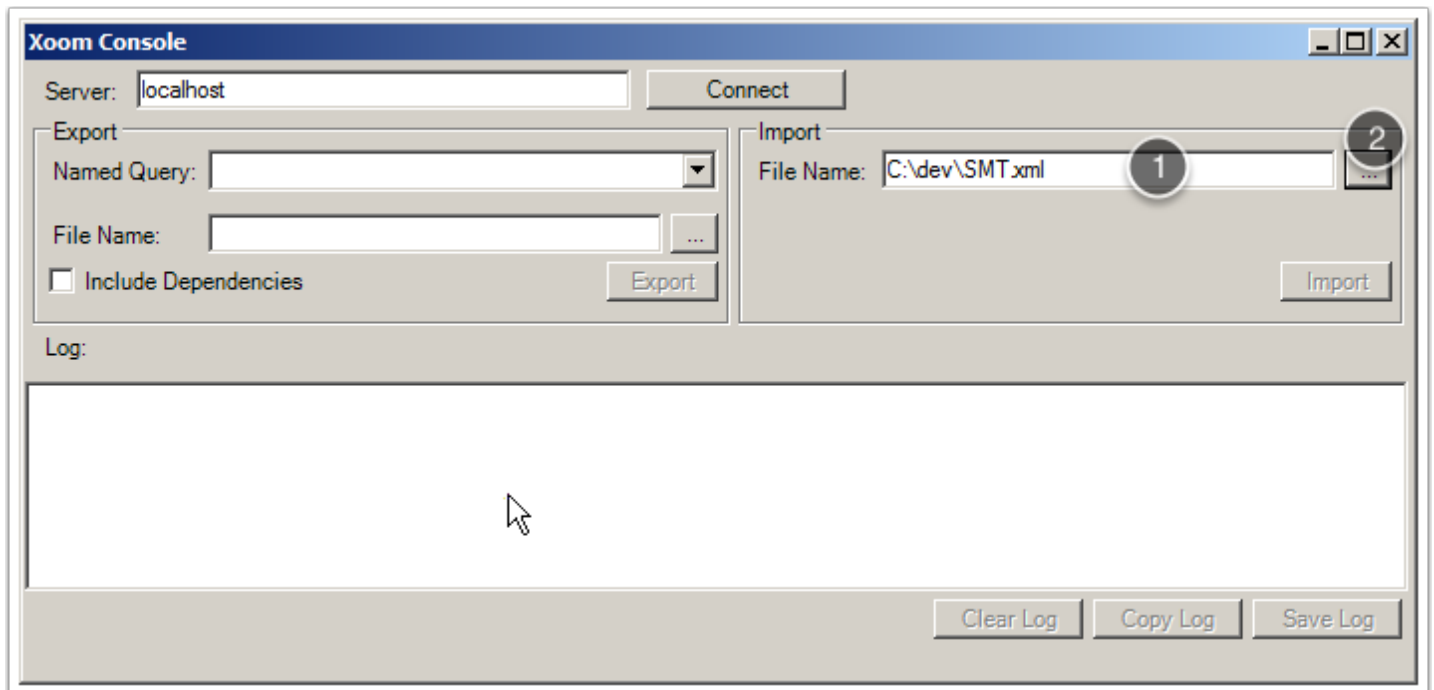 Xoom Console
Server: localhost Connect
Export
Named Query:
File Name: ...
Include Dependencies Export
Import
File Name: C:\dev\SMT.xml 1 2 ...
Import
Log:
Clear Log Copy Log Save Log